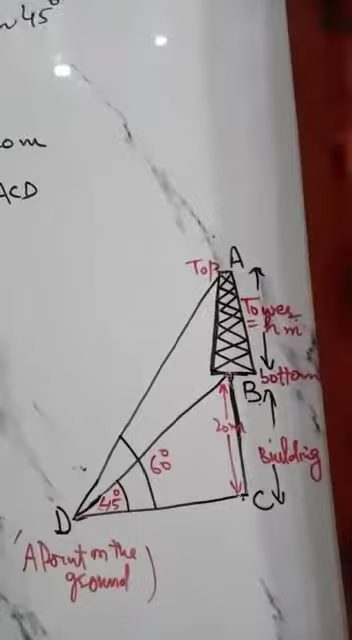 45°
om
ACD
A
Top
Tower
= h m
bottom
B
20m
Building
60°
45°
D
C
(A Point on the
ground)